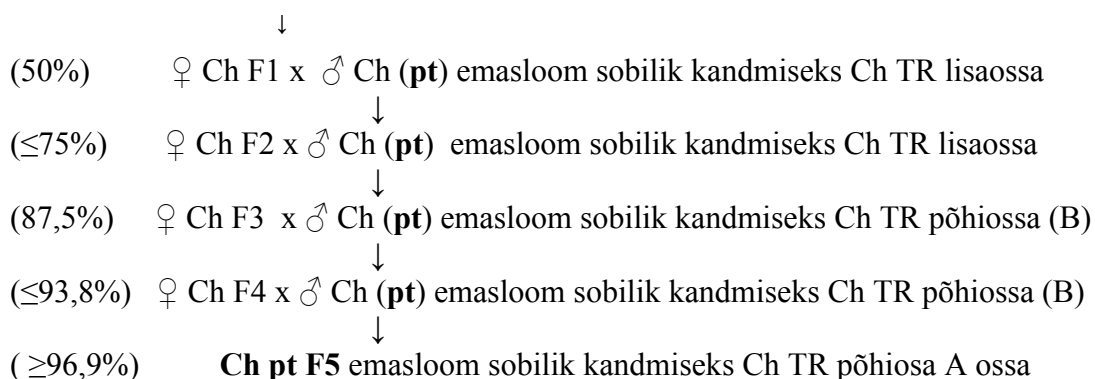 ↓
(50%) ♀ Ch F1 x ♂ Ch (pt) emasloom sobilik kandmiseks Ch TR lisaossa
↓
(≤75%) ♀ Ch F2 x ♂ Ch (pt) emasloom sobilik kandmiseks Ch TR lisaossa
↓
(87,5%) ♀ Ch F3 x ♂ Ch (pt) emasloom sobilik kandmiseks Ch TR põhiossa (B)
↓
(≤93,8%) ♀ Ch F4 x ♂ Ch (pt) emasloom sobilik kandmiseks Ch TR põhiossa (B)
↓
( ≥96,9%) Ch pt F5 emasloom sobilik kandmiseks Ch TR põhiosa A ossa